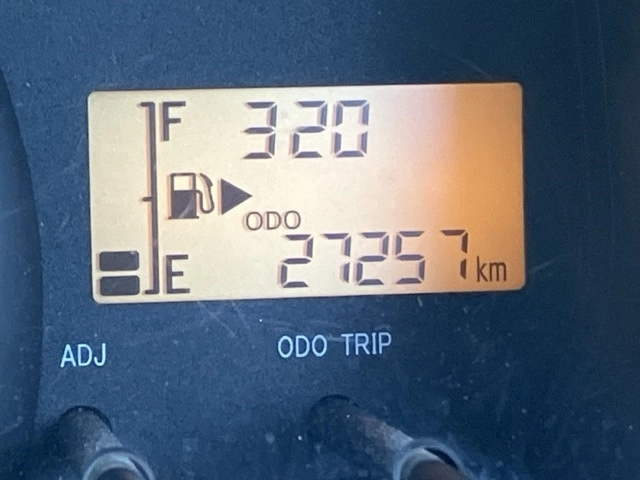 F 320
ODO
E 27257 km
ADJ
ODO TRIP